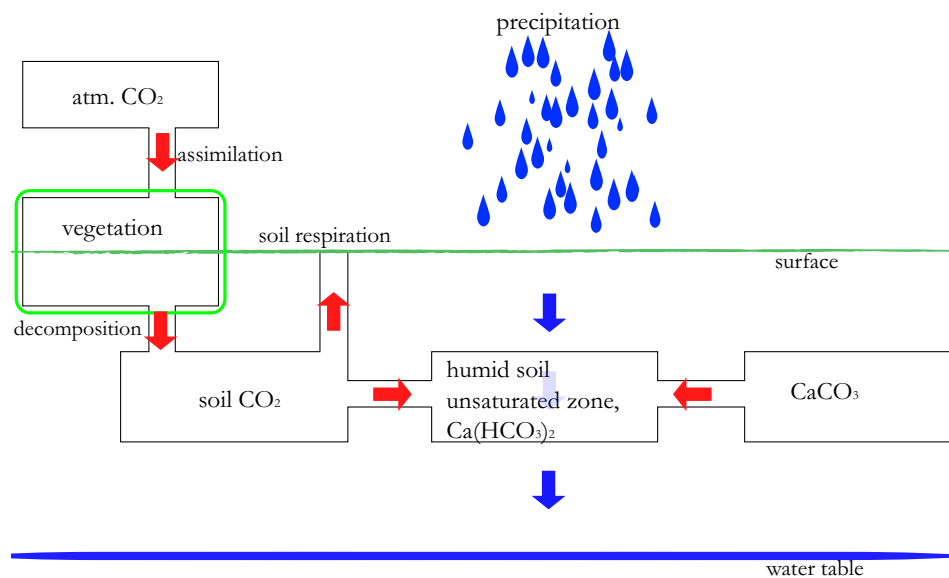 precipitation
atm. CO₂
assimilation
vegetation
soil respiration
surface
decomposition
humid soil
unsaturated zone,
Ca(HCO₃)₂
soil CO₂
CaCO₃
water table